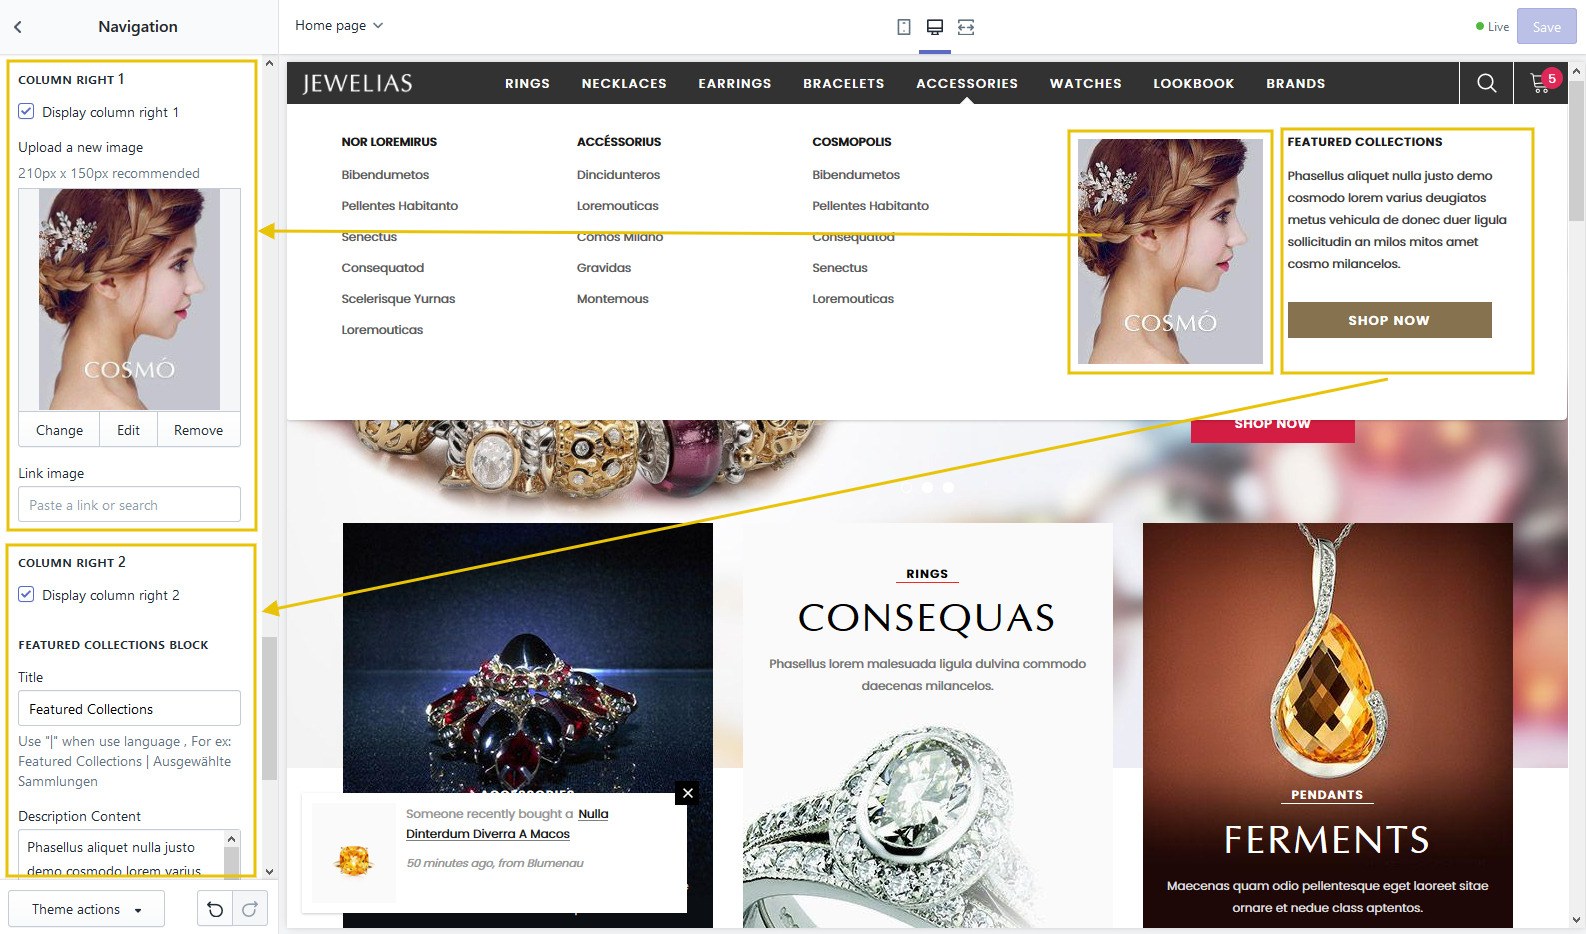 Navigation
Home page
Live
Save
COLUMN RIGHT 1
Display column right 1
Upload a new image
210px x 150px recommended
COSMÓ
Change
Edit
Remove
Link image
Paste a link or search
COLUMN RIGHT 2
Display column right 2
FEATURED COLLECTIONS BLOCK
Title
Featured Collections
Use "|" when use language , For ex:
Featured Collections | Ausgewählte
Sammlungen
Description Content
Phasellus aliquet nulla justo
demo cosmodo lorem varius
Theme actions
JEWELIAS
RINGS
NECKLACES
EARRINGS
BRACELETS
ACCESSORIES
WATCHES
LOOKBOOK
BRANDS
5
NOR LOREMIRUS
Bibendumetos
Pellentes Habitanto
Senectus
Consequatod
Scelerisque Yurnas
Loremouticas
ACCÉSSORIUS
Dincidunteros
Loremouticas
Comos Milano
Gravidas
Montemous
COSMOPOLIS
Bibendumetos
Pellentes Habitanto
Consequatod
Senectus
Loremouticas
COSMÓ
FEATURED COLLECTIONS
Phasellus aliquet nulla justo demo
cosmodo lorem varius deugiatos
metus vehicula de donec duer ligula
sollicitudin an milos mitos amet
cosmo milancelos.
SHOP NOW
SHOP NOW
ACCESSORIES
Someone recently bought a Nulla
Dinterdum Diverra A Macos
50 minutes ago, from Blumenau
RINGS
CONSEQUAS
Phasellus lorem malesuada ligula dulvina commodo
daecenas milancelos.
PENDANTS
FERMENTS
Maecenas quam odio pellentesque eget laoreet sitae
ornare et nedue class aptentos.